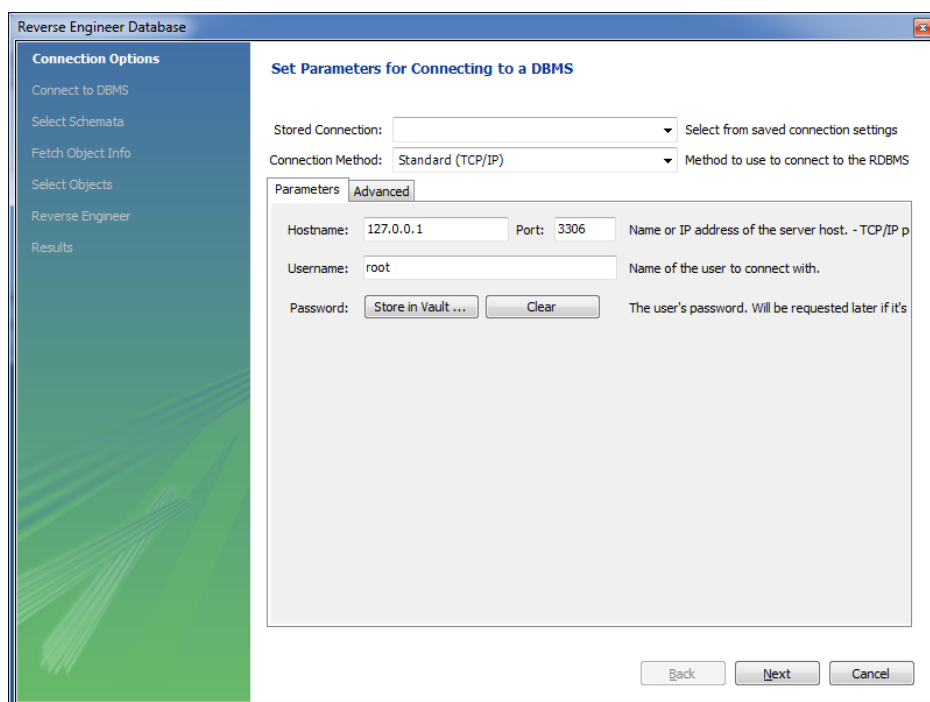 Reverse Engineer Database
Connection Options
Connect to DBMS
Select Schemata
Fetch Object Info
Select Objects
Reverse Engineer
Results
Set Parameters for Connecting to a DBMS
Stored Connection: Select from saved connection settings
Connection Method: Standard (TCP/IP) Method to use to connect to the RDBMS
Parameters Advanced
Hostname: 127.0.0.1 Port: 3306 Name or IP address of the server host. - TCP/IP p
Username: root Name of the user to connect with.
Password: Store in Vault ... Clear The user's password. Will be requested later if it's
Back Next Cancel